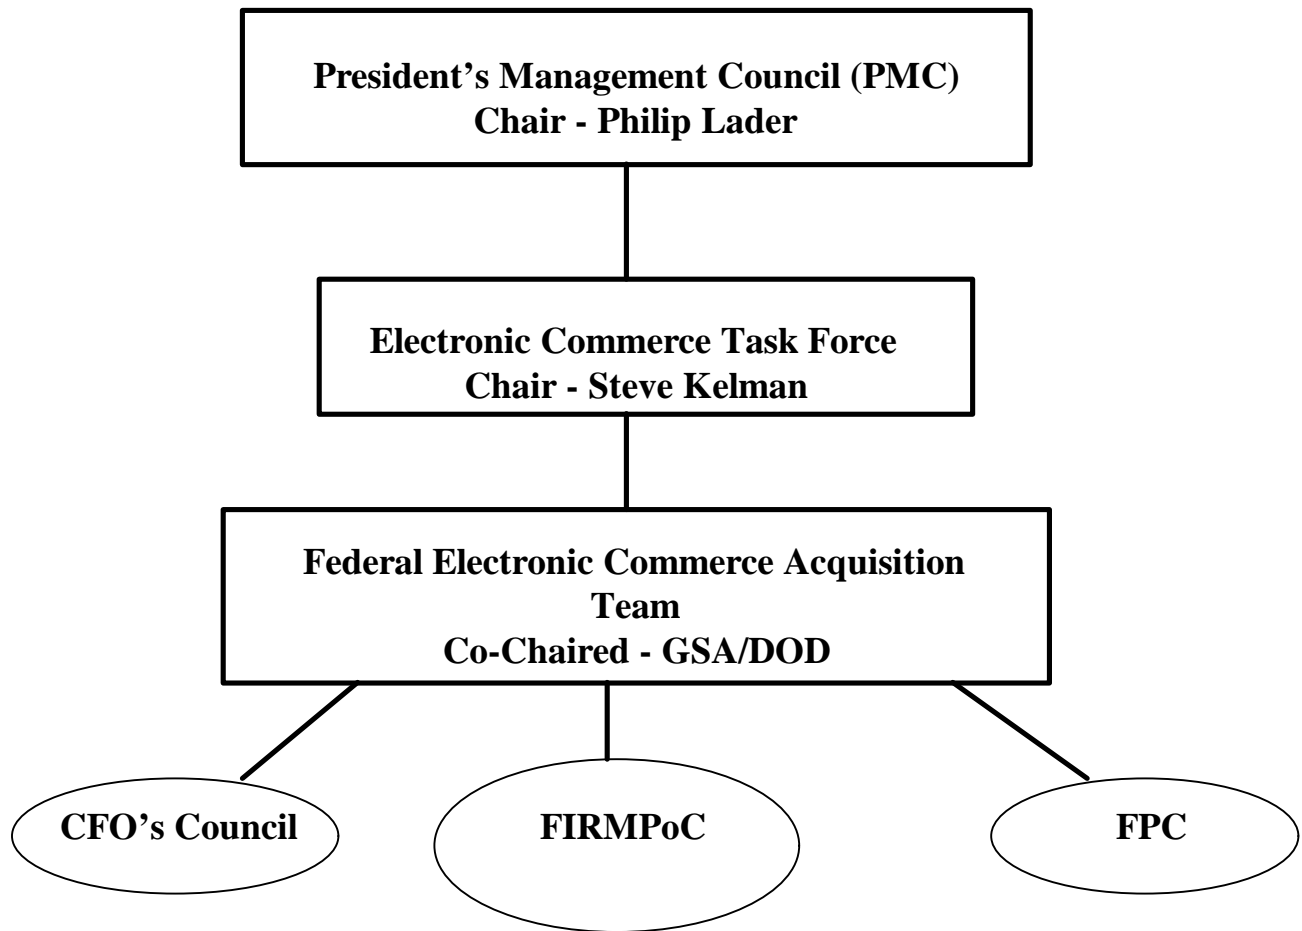 President’s Management Council (PMC)
Chair - Philip Lader
Electronic Commerce Task Force
Chair - Steve Kelman
Federal Electronic Commerce Acquisition
Team
Co-Chaired - GSA/DOD
CFO’s Council
FIRMPoC
FPC